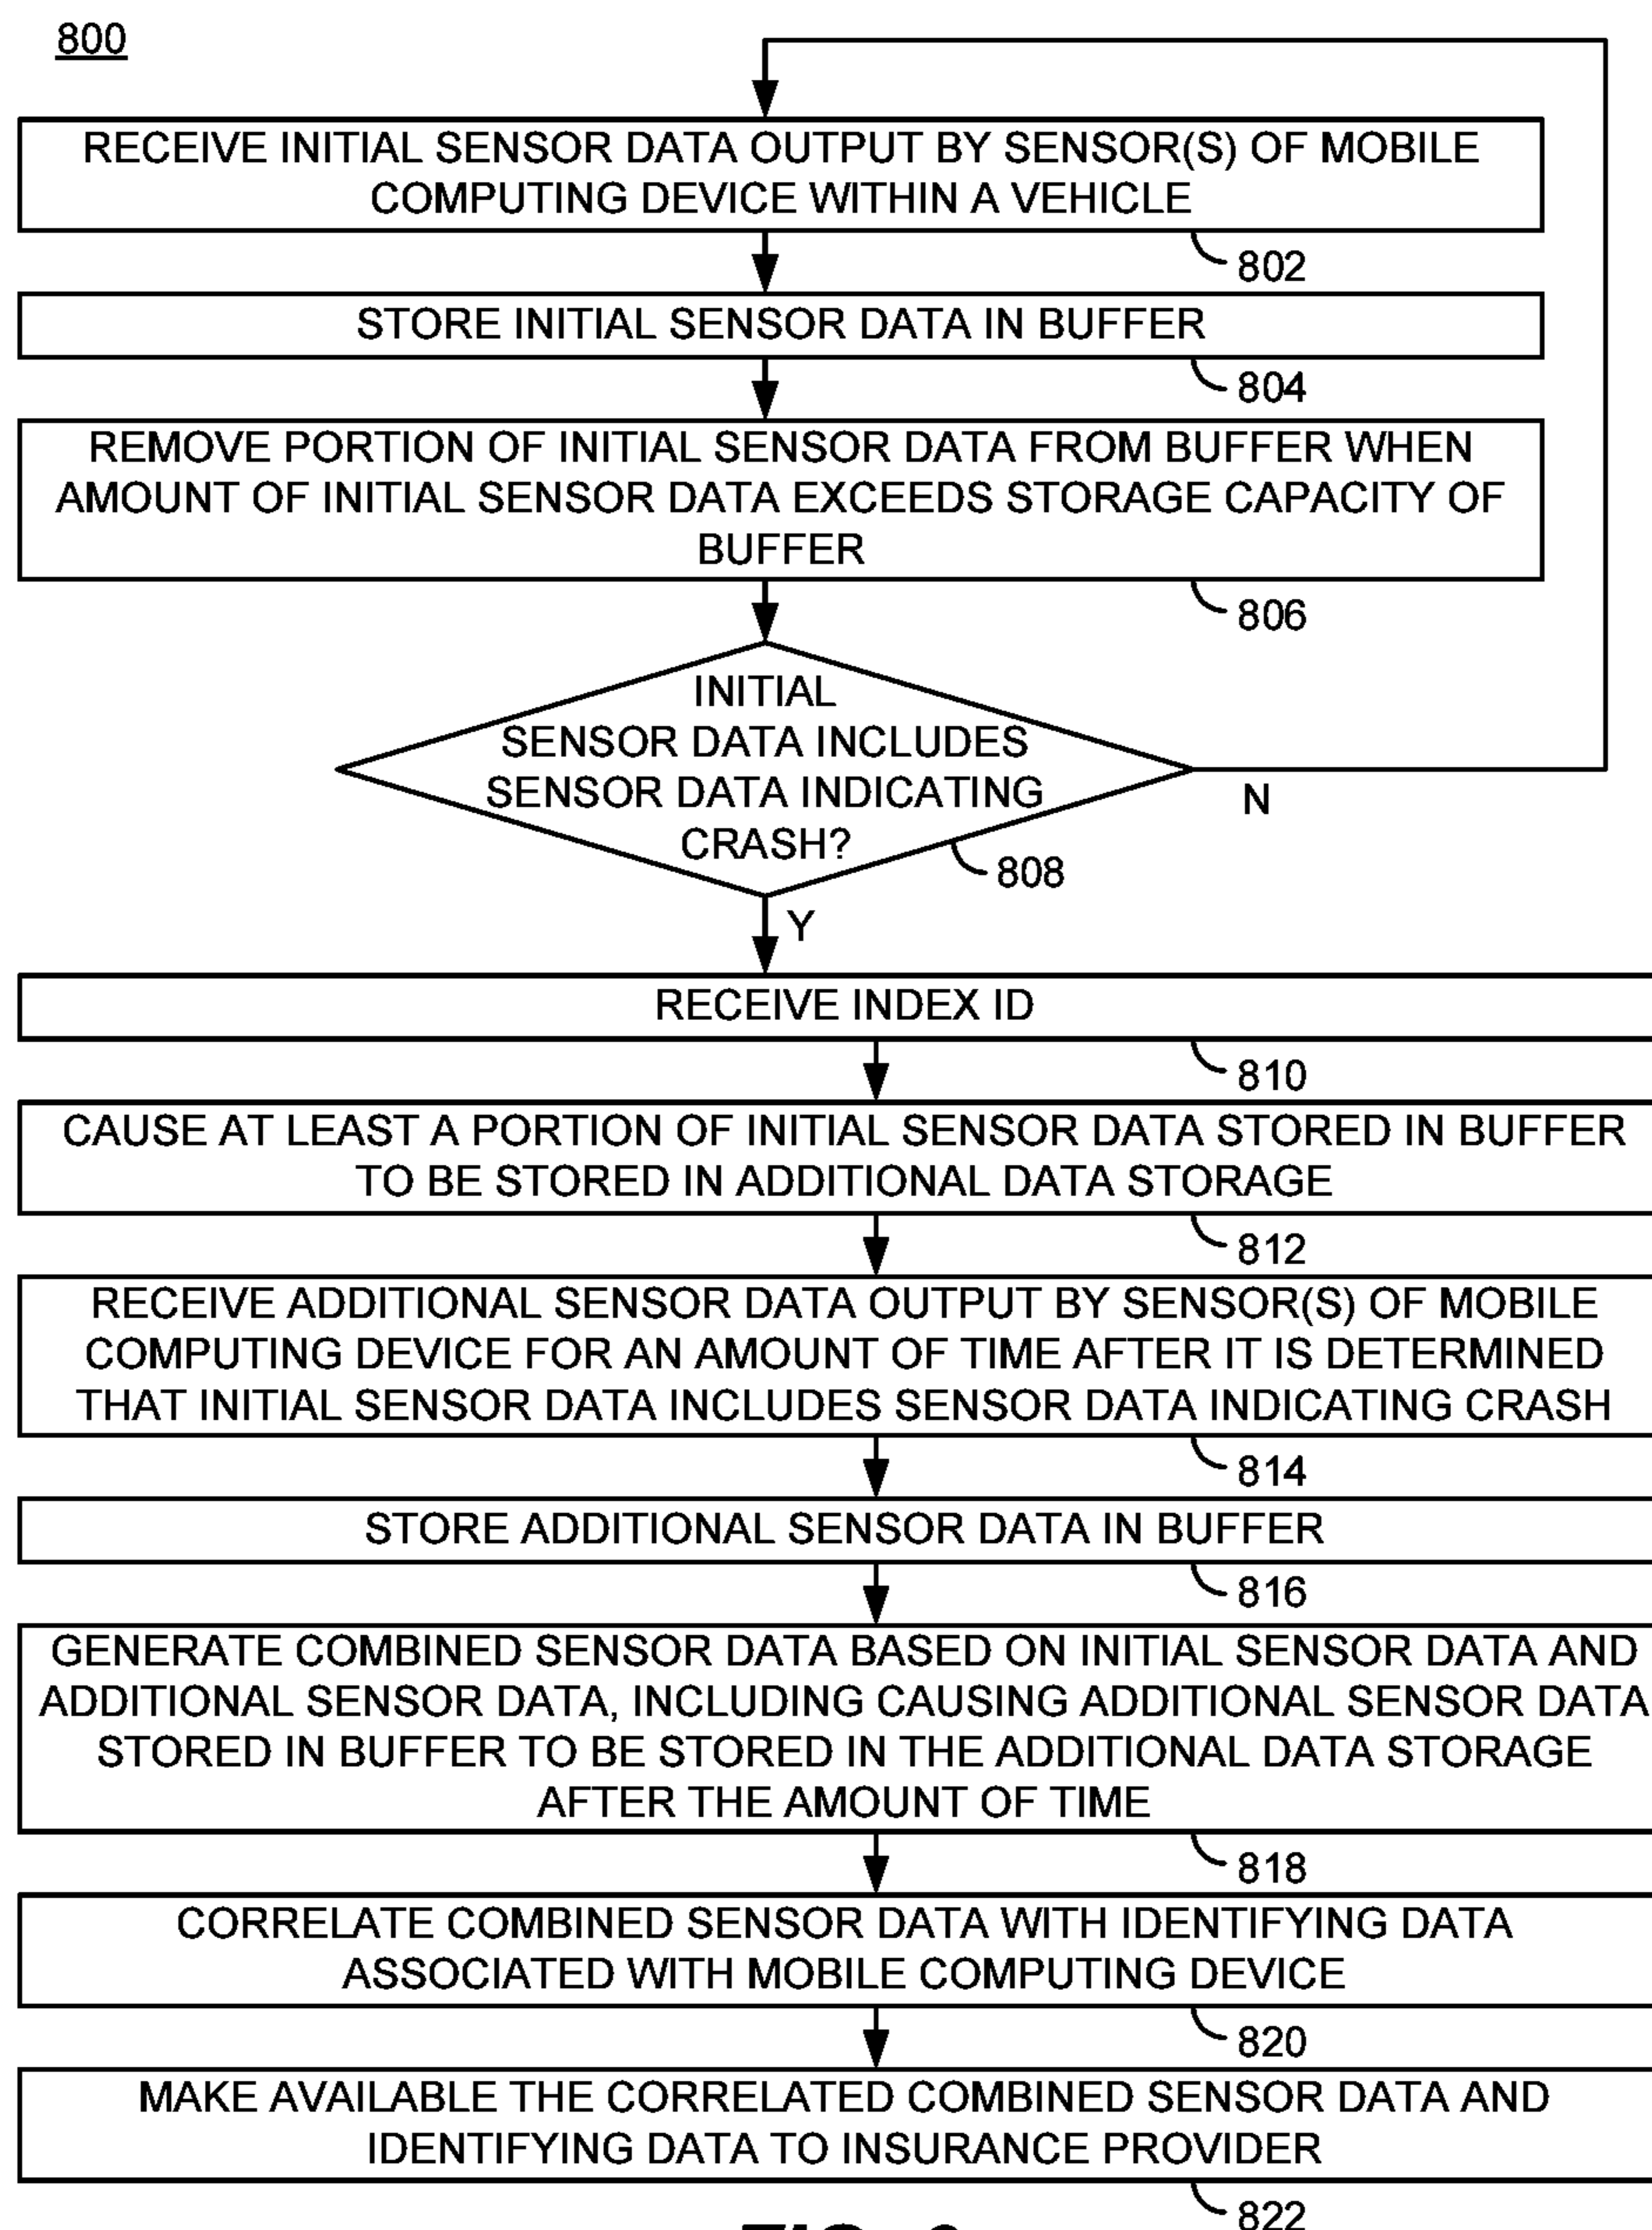 800
RECEIVE INITIAL SENSOR DATA OUTPUT BY SENSOR(S) OF MOBILE
COMPUTING DEVICE WITHIN A VEHICLE
802
STORE INITIAL SENSOR DATA IN BUFFER
804
REMOVE PORTION OF INITIAL SENSOR DATA FROM BUFFER WHEN
AMOUNT OF INITIAL SENSOR DATA EXCEEDS STORAGE CAPACITY OF
BUFFER
806
INITIAL
SENSOR DATA INCLUDES
SENSOR DATA INDICATING
CRASH?
N
808
Y
RECEIVE INDEX ID
810
CAUSE AT LEAST A PORTION OF INITIAL SENSOR DATA STORED IN BUFFER
TO BE STORED IN ADDITIONAL DATA STORAGE
812
RECEIVE ADDITIONAL SENSOR DATA OUTPUT BY SENSOR(S) OF MOBILE
COMPUTING DEVICE FOR AN AMOUNT OF TIME AFTER IT IS DETERMINED
THAT INITIAL SENSOR DATA INCLUDES SENSOR DATA INDICATING CRASH
814
STORE ADDITIONAL SENSOR DATA IN BUFFER
816
GENERATE COMBINED SENSOR DATA BASED ON INITIAL SENSOR DATA AND
ADDITIONAL SENSOR DATA, INCLUDING CAUSING ADDITIONAL SENSOR DATA
STORED IN BUFFER TO BE STORED IN THE ADDITIONAL DATA STORAGE
AFTER THE AMOUNT OF TIME
818
CORRELATE COMBINED SENSOR DATA WITH IDENTIFYING DATA
ASSOCIATED WITH MOBILE COMPUTING DEVICE
820
MAKE AVAILABLE THE CORRELATED COMBINED SENSOR DATA AND
IDENTIFYING DATA TO INSURANCE PROVIDER
822